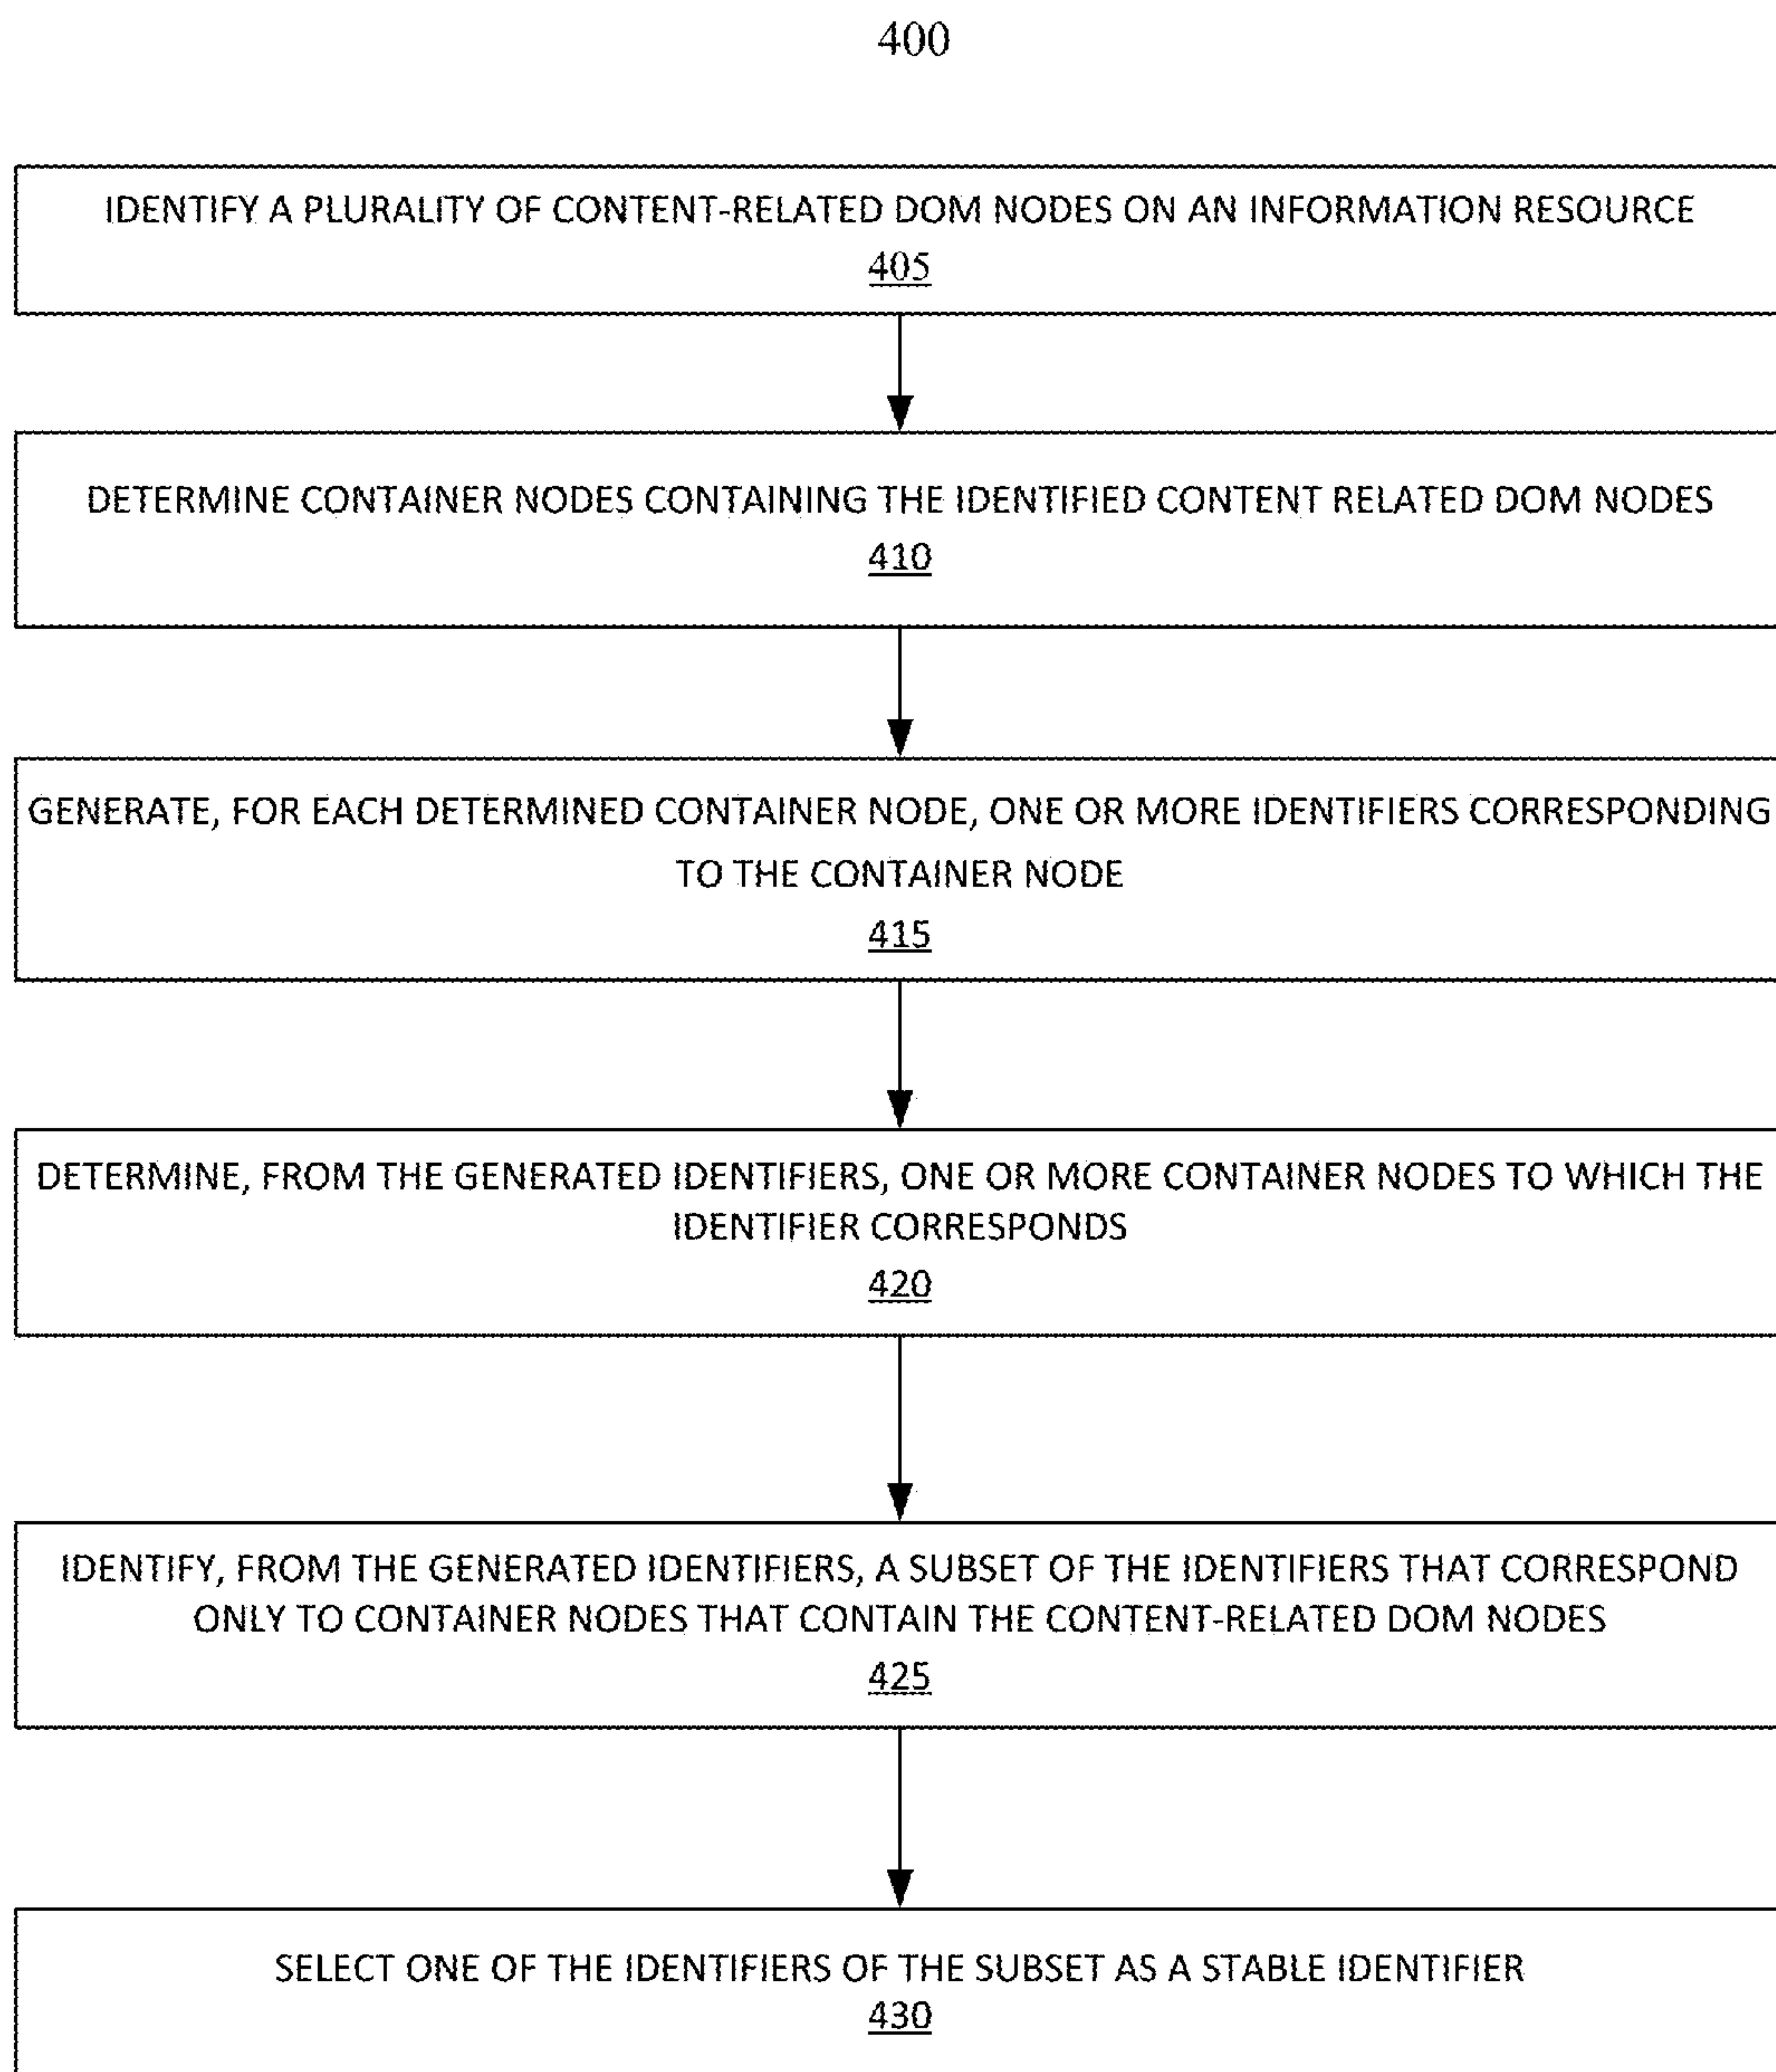 400
IDENTIFY A PLURALITY OF CONTENT-RELATED DOM NODES ON AN INFORMATION RESOURCE
405
DETERMINE CONTAINER NODES CONTAINING THE IDENTIFIED CONTENT RELATED DOM NODES
410
GENERATE, FOR EACH DETERMINED CONTAINER NODE, ONE OR MORE IDENTIFIERS CORRESPONDING
TO THE CONTAINER NODE
415
DETERMINE, FROM THE GENERATED IDENTIFIERS, ONE OR MORE CONTAINER NODES TO WHICH THE
IDENTIFIER CORRESPONDS
420
IDENTIFY, FROM THE GENERATED IDENTIFIERS, A SUBSET OF THE IDENTIFIERS THAT CORRESPOND
ONLY TO CONTAINER NODES THAT CONTAIN THE CONTENT-RELATED DOM NODES
425
SELECT ONE OF THE IDENTIFIERS OF THE SUBSET AS A STABLE IDENTIFIER
430